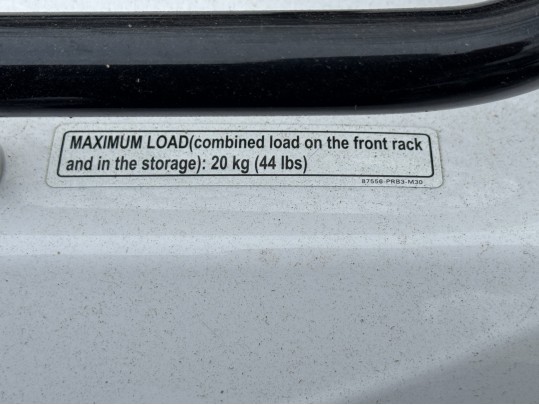 MAXIMUM LOAD(combined load on the front rack
and in the storage): 20 kg (44 lbs)
87556-PRB3-M30